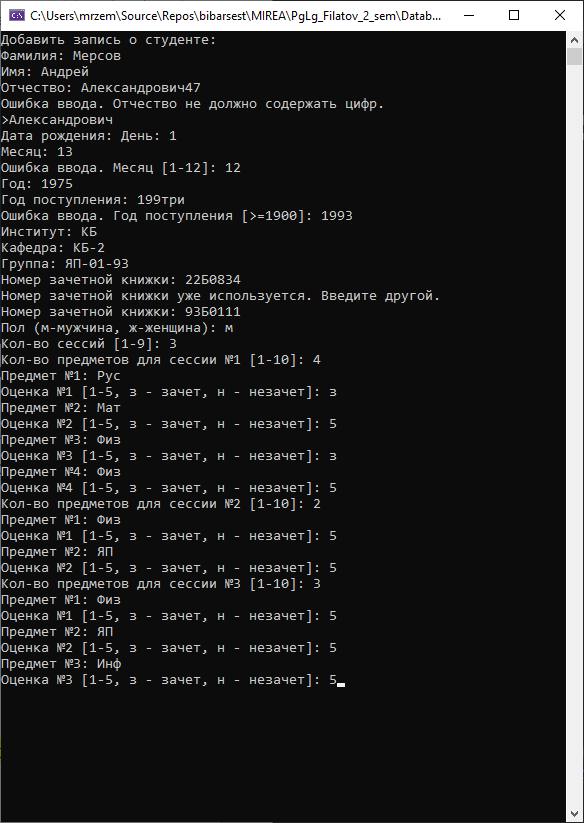 C:\Users\mrzem\Source\Repos\bibarsest\MIREA\PgLg_Filatov_2_sem\Datab...
Добавить запись о студенте:
Фамилия: Мерсов
Имя: Андрей
Отчество: Александрович47
Ошибка ввода. Отчество не должно содержать цифр.
>Александрович
Дата рождения: День: 1
Месяц: 13
Ошибка ввода. Месяц [1-12]: 12
Год: 1975
Год поступления: 199три
Ошибка ввода. Год поступления [>=1900]: 1993
Институт: КБ
Кафедра: КБ-2
Группа: ЯП-01-93
Номер зачетной книжки: 22Б0834
Номер зачетной книжки уже используется. Введите другой.
Номер зачетной книжки: 93Б0111
Пол (м-мужчина, ж-женщина): м
Кол-во сессий [1-9]: 3
Кол-во предметов для сессии №1 [1-10]: 4
Предмет №1: Рус
Оценка №1 [1-5, з - зачет, н - незачет]: з
Предмет №2: Мат
Оценка №2 [1-5, з - зачет, н - незачет]: 5
Предмет №3: Физ
Оценка №3 [1-5, з - зачет, н - незачет]: з
Предмет №4: Физ
Оценка №4 [1-5, з - зачет, н - незачет]: 5
Кол-во предметов для сессии №2 [1-10]: 2
Предмет №1: Физ
Оценка №1 [1-5, з - зачет, н - незачет]: 5
Предмет №2: ЯП
Оценка №2 [1-5, з - зачет, н - незачет]: 5
Кол-во предметов для сессии №3 [1-10]: 3
Предмет №1: Физ
Оценка №1 [1-5, з - зачет, н - незачет]: 5
Предмет №2: ЯП
Оценка №2 [1-5, з - зачет, н - незачет]: 5
Предмет №3: Инф
Оценка №3 [1-5, з - зачет, н - незачет]: 5